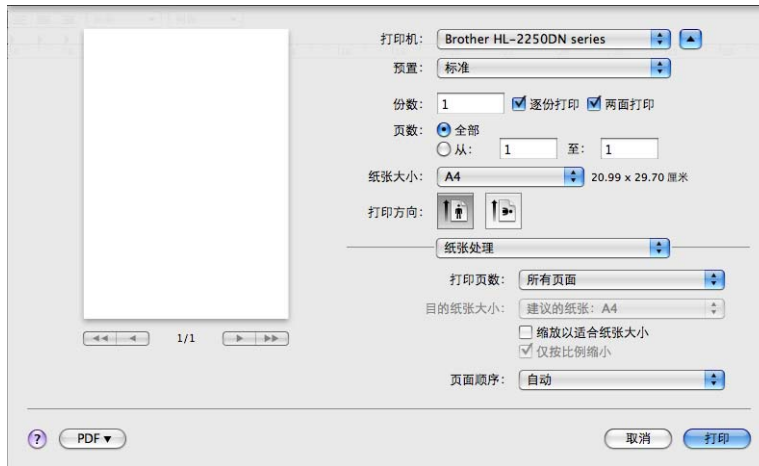 打印机: Brother HL-2250DN series
预置: 标准
份数: 1 逐份打印 两面打印
页数: 全部
从: 1 至: 1
纸张大小: A4 20.99 x 29.70 厘米
打印方向:
纸张处理
打印页数: 所有页面
目的纸张大小: 建议的纸张: A4
缩放以适合纸张大小
仅按比例缩小
页面顺序: 自动
1/1
? PDF 取消 打印